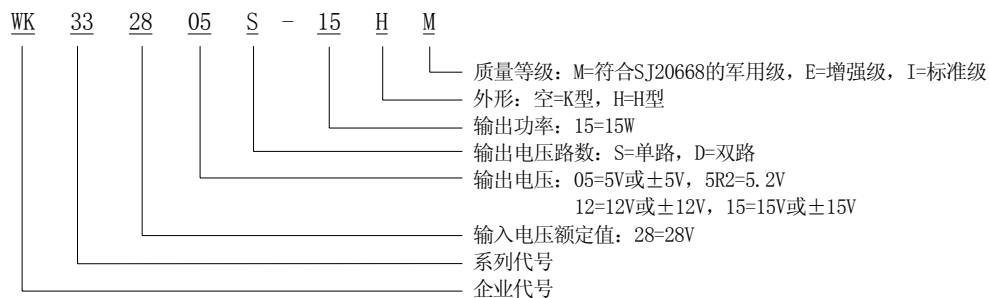 WK 33 28 05 S - 15 H M
质量等级：M=符合SJ20668的军用级，E=增强级，I=标准级
外形：空=K型，H=H型
输出功率：15=15W
输出电压路数：S=单路，D=双路
输出电压：05=5V或±5V，5R2=5.2V
12=12V或±12V，15=15V或±15V
输入电压额定值：28=28V
系列代号
企业代号